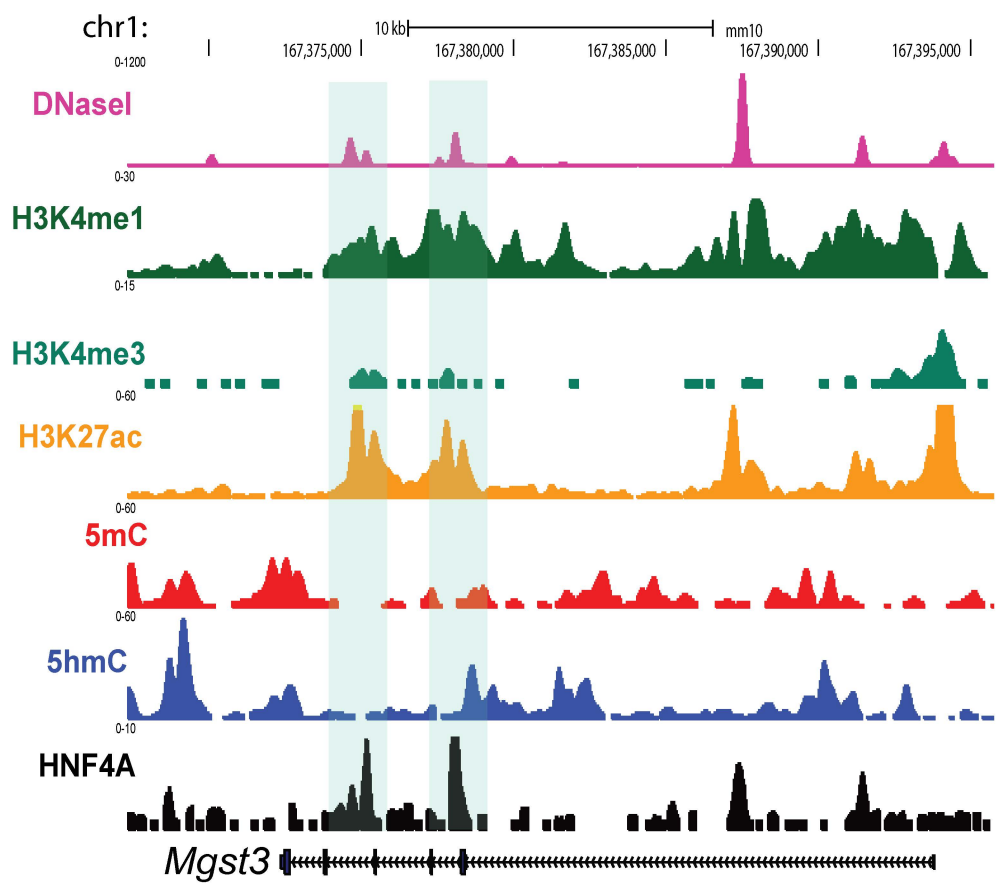 chr1:
10 kb
mm10
167,375,000
167,380,000
167,385,000
167,390,000
167,395,000
0-1200
DNaseI
0-30
H3K4me1
0-15
H3K4me3
0-60
H3K27ac
0-60
5mC
0-60
5hmC
0-10
HNF4A
Mgst3